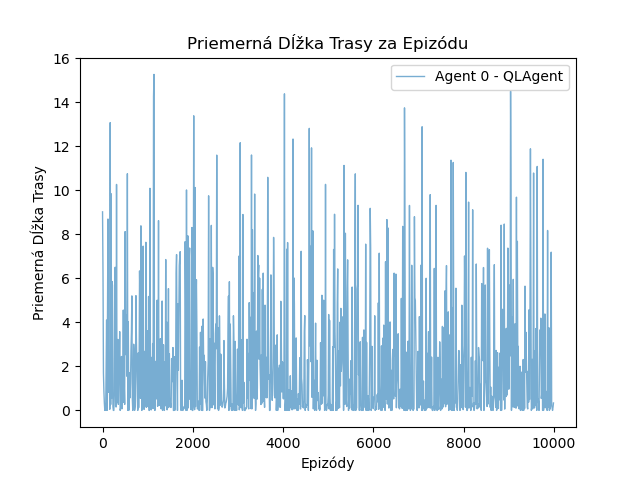 Priemerná Dĺžka Trasy za Epizódu
Agent 0 - QLAgent
Priemerná Dĺžka Trasy
16
14
12
10
8
6
4
2
0
0 2000 4000 6000 8000 10000
Epizódy